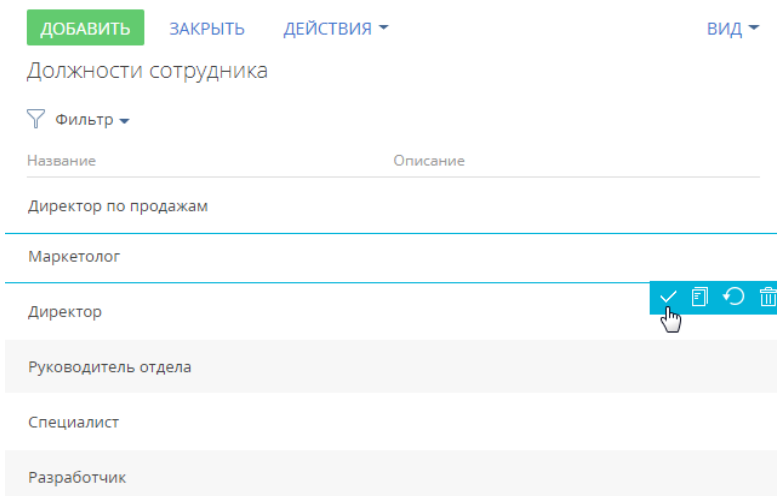 ДОБАВИТЬ ЗАКРЫТЬ ДЕЙСТВИЯ ВИД
Должности сотрудника
Фильтр
Название Описание
Директор по продажам
Маркетолог
Директор
Руководитель отдела
Специалист
Разработчик